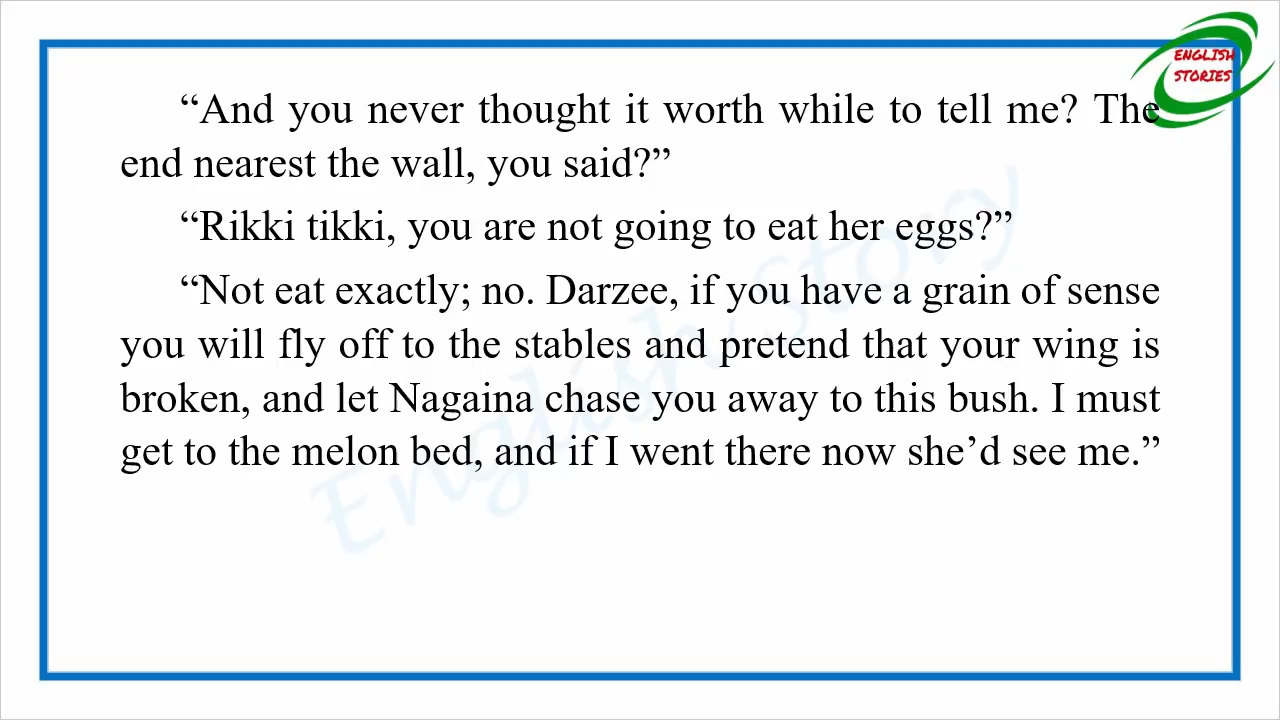 ENGLISH
STORIES
“And you never thought it worth while to tell me? The
end nearest the wall, you said?”
“Rikki tikki, you are not going to eat her eggs?”
“Not eat exactly; no. Darzee, if you have a grain of sense
you will fly off to the stables and pretend that your wing is
broken, and let Nagaina chase you away to this bush. I must
get to the melon bed, and if I went there now she’d see me.”
English Story